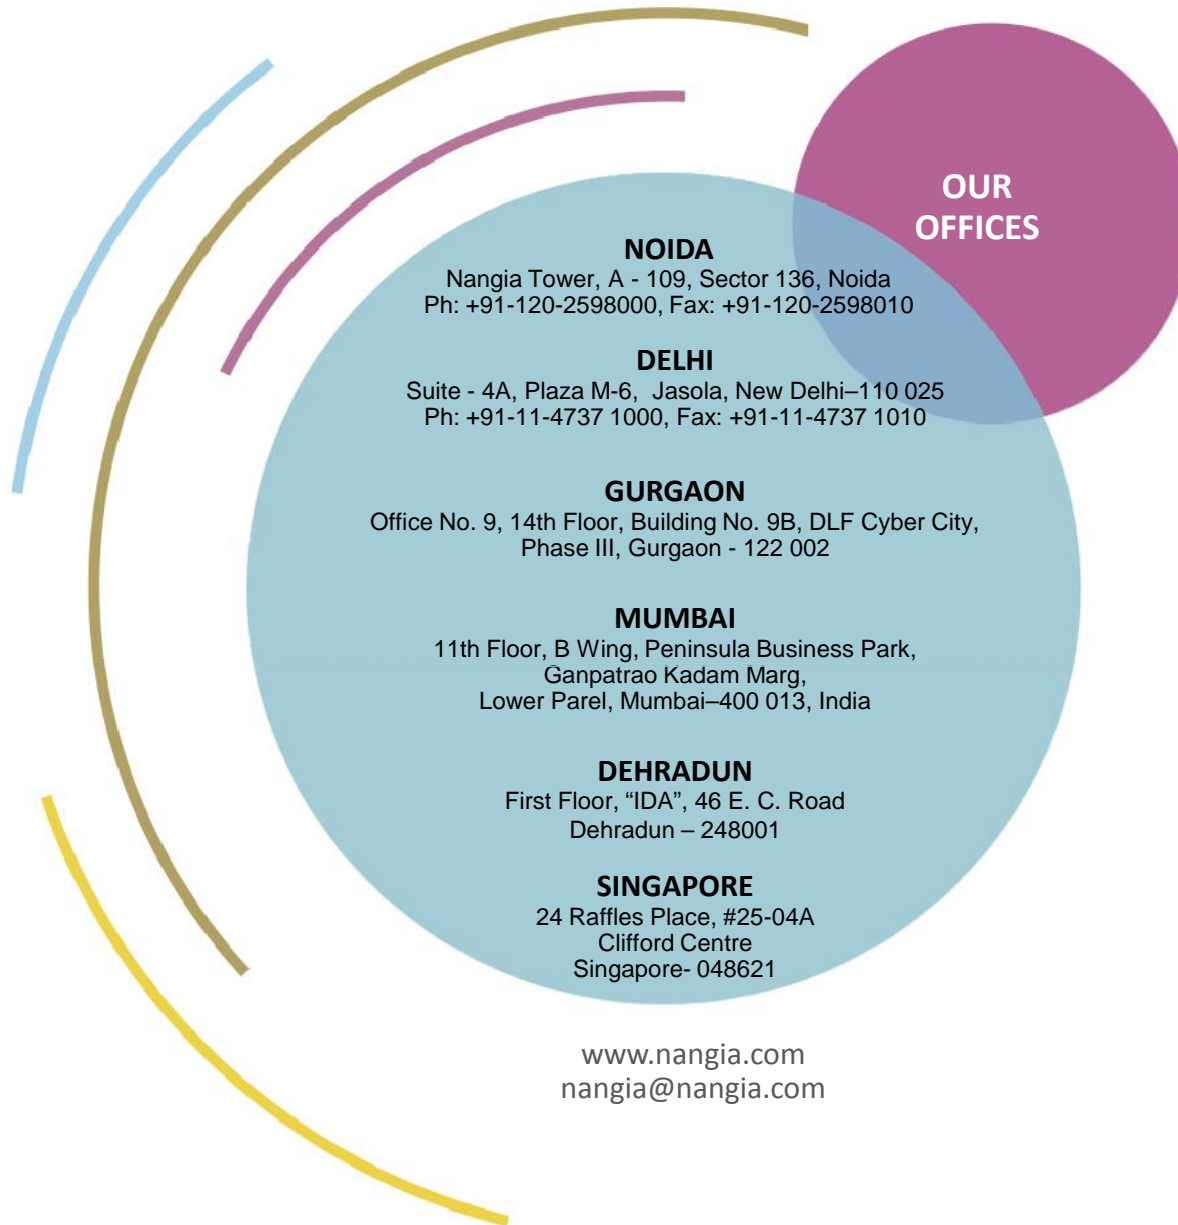 OUR
OFFICES
NOIDA
Nangia Tower, A - 109, Sector 136, Noida
Ph: +91-120-2598000, Fax: +91-120-2598010
DELHI
Suite - 4A, Plaza M-6, Jasola, New Delhi–110 025
Ph: +91-11-4737 1000, Fax: +91-11-4737 1010
GURGAON
Office No. 9, 14th Floor, Building No. 9B, DLF Cyber City,
Phase III, Gurgaon - 122 002
MUMBAI
11th Floor, B Wing, Peninsula Business Park,
Ganpatrao Kadam Marg,
Lower Parel, Mumbai–400 013, India
DEHRADUN
First Floor, “IDA”, 46 E. C. Road
Dehradun – 248001
SINGAPORE
24 Raffles Place, #25-04A
Clifford Centre
Singapore- 048621
www.nangia.com
nangia@nangia.com